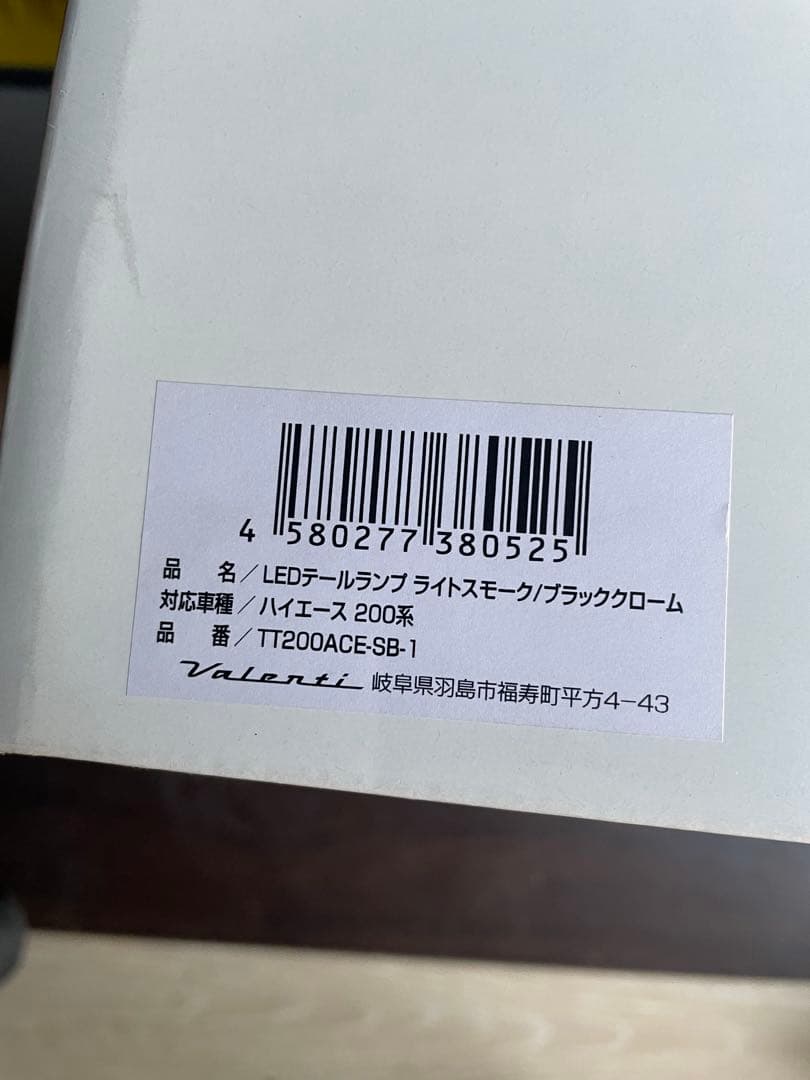 4 580277 380525
品 名/LEDテールランプ ライトスモーク/ブラッククローム
対応車種/ハイエース 200系
品 番/TT200ACE-SB-1
Valenti 岐阜県羽島市福寿町平方4-43